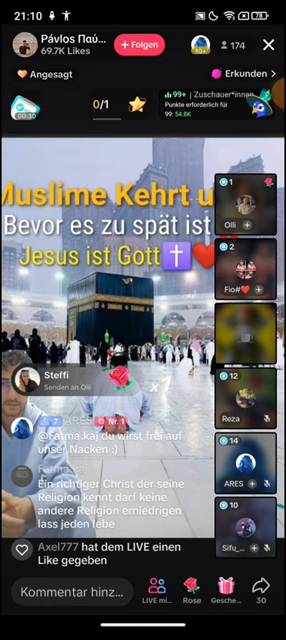 21:10
78
Pávlos Παύ...
69.7K Likes
+ Folgen
10+
174
Angesagt
Erkunden >
00:30
0/1
99+ | Zuschauer*innen
Punkte erforderlich für
99: 54.8K
Muslime Kehrt u
Bevor es zu spät ist
Jesus ist Gott✝️❤️
1
Olli +
2
Fio#❤️ +
12
Reza
14
ARES +
10
Sifu_...
Steffi
Senden an Olli
x1
7 ARES Nr. 1
@Fatma.kaj du wirst frei auf
unser Nacken :)
Fatma.kaj
Ein richtiger Christ der seine
Religion kennt darf keine
andere Religion erniedrigen
lass jeden lebe
Axel777 hat dem LIVE einen
Like gegeben
Kommentar hinz...
LIVE mi...
Rose
Gesche...
30